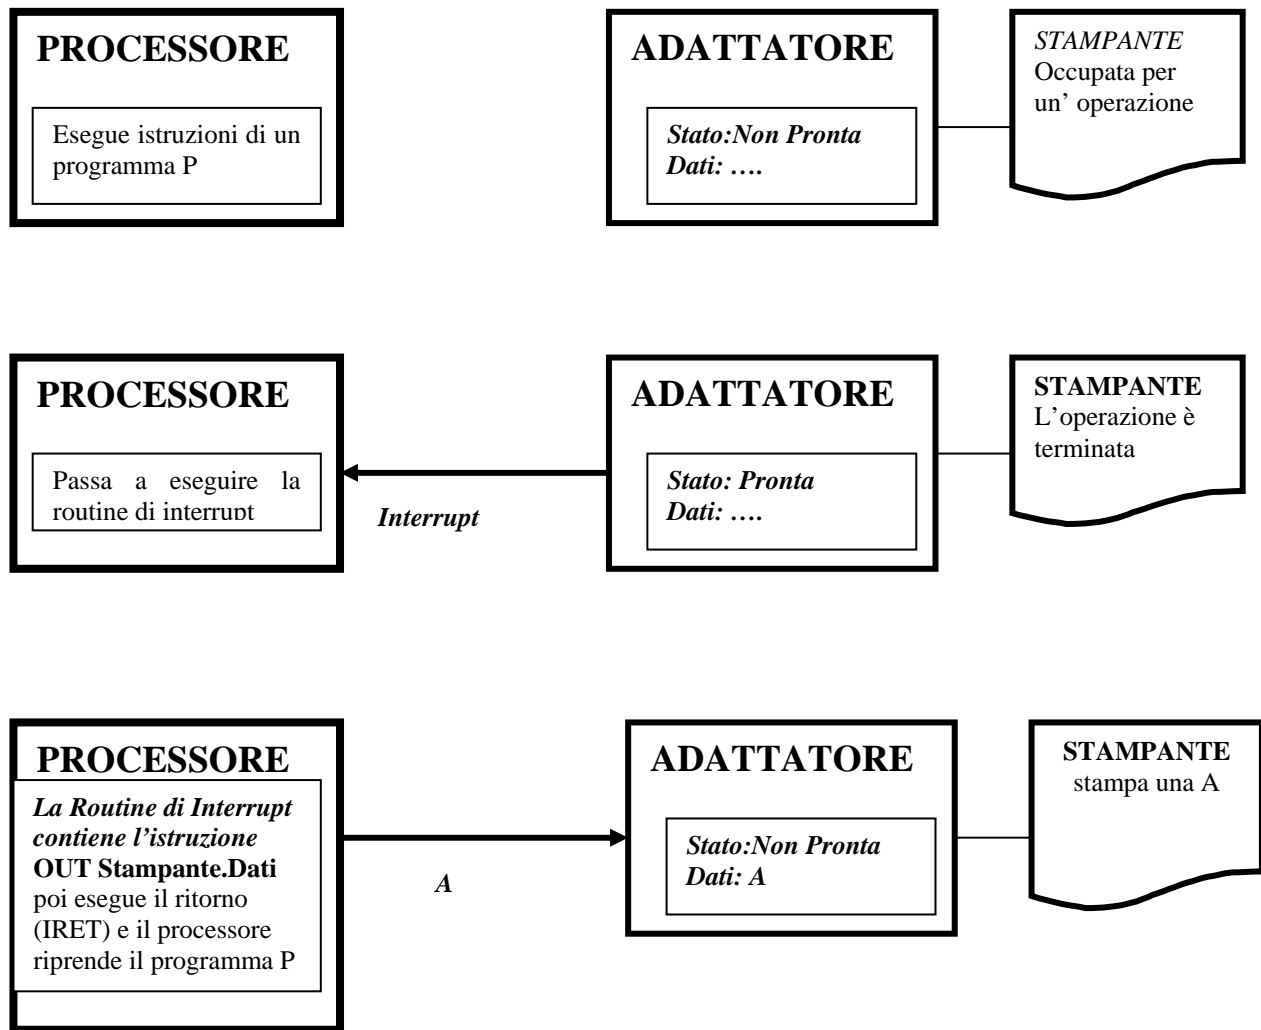 PROCESSORE
Esegue istruzioni di un
programma P
ADATTATORE
Stato:Non Pronta
Dati: ….
STAMPANTE
Occupata per
un’ operazione
PROCESSORE
Passa a eseguire la
routine di interrupt
Interrupt
ADATTATORE
Stato: Pronta
Dati: ….
STAMPANTE
L’operazione è
terminata
PROCESSORE
La Routine di Interrupt
contiene l’istruzione
OUT Stampante.Dati
poi esegue il ritorno
(IRET) e il processore
riprende il programma P
A
ADATTATORE
Stato:Non Pronta
Dati: A
STAMPANTE
stampa una A